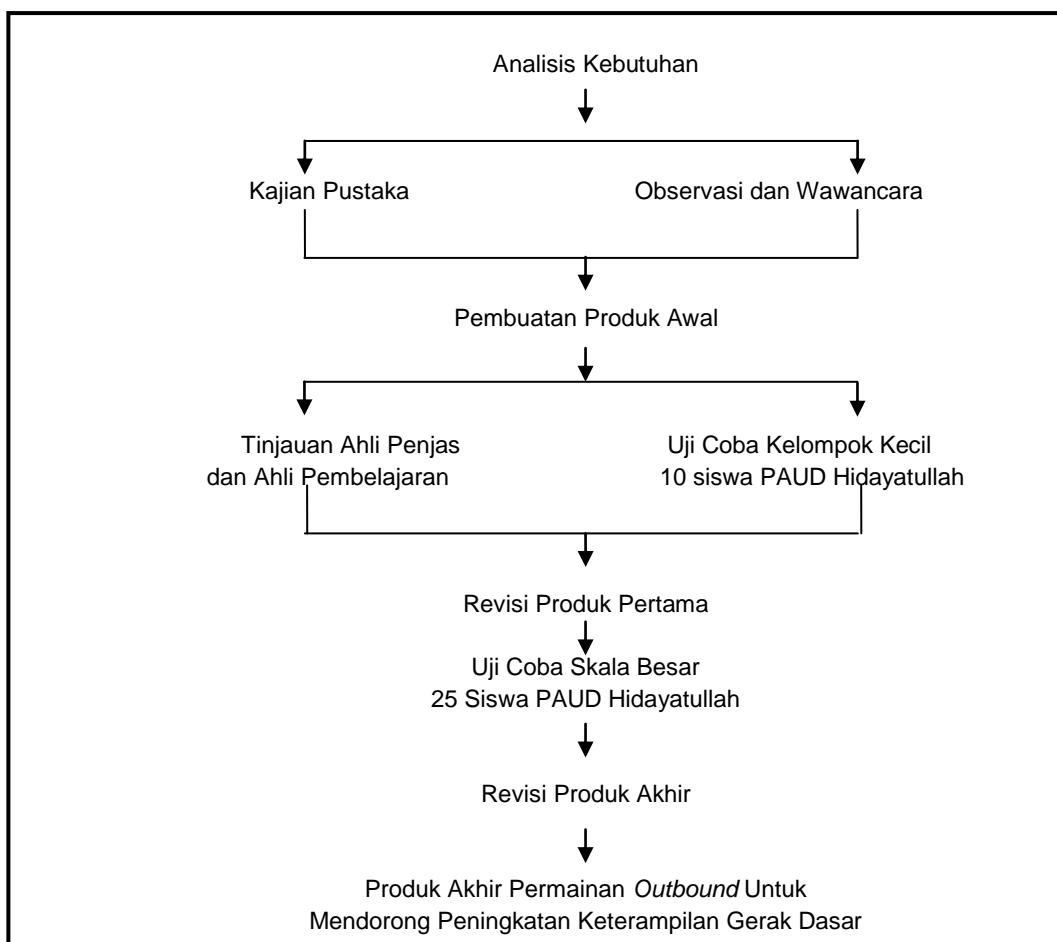 Analisis Kebutuhan
Kajian Pustaka
Observasi dan Wawancara
Pembuatan Produk Awal
Tinjauan Ahli Penjas
dan Ahli Pembelajaran
Uji Coba Kelompok Kecil
10 siswa PAUD Hidayatullah
Revisi Produk Pertama
Uji Coba Skala Besar
25 Siswa PAUD Hidayatullah
Revisi Produk Akhir
Produk Akhir Permainan Outbound Untuk
Mendorong Peningkatan Keterampilan Gerak Dasar